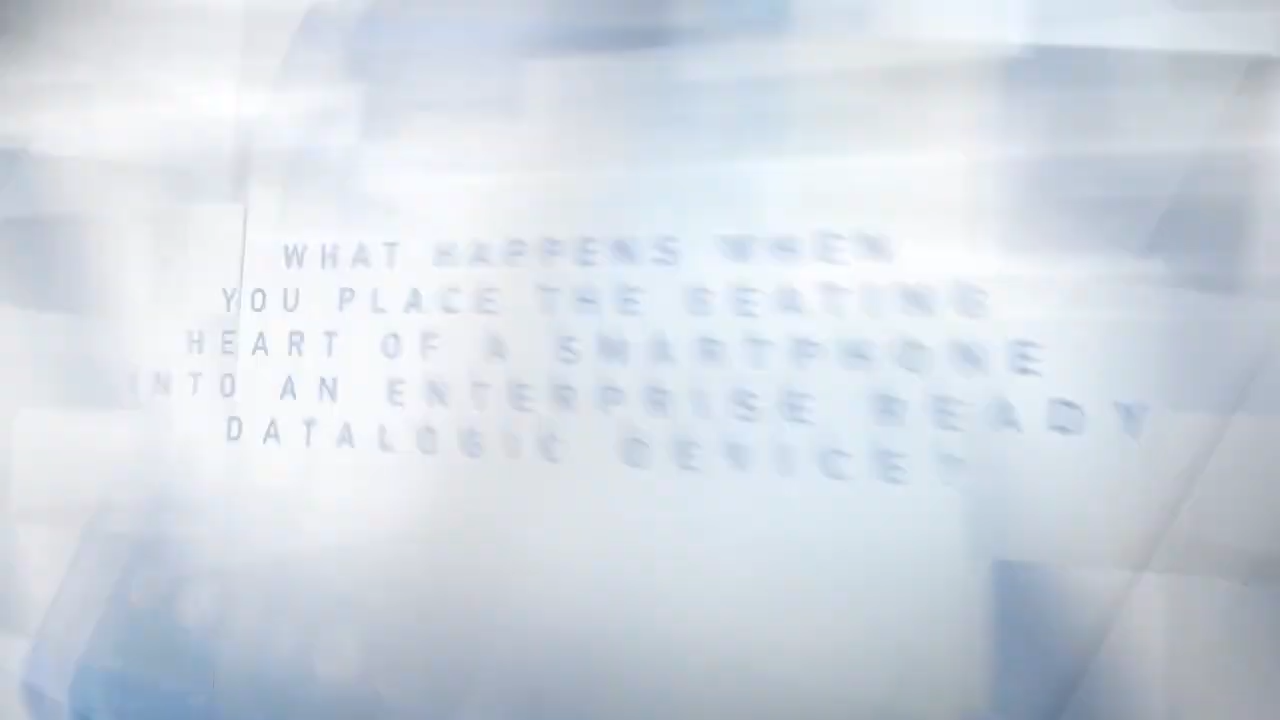 WHAT HAPPENS WHEN
YOU PLACE THE BEATING
HEART OF A SMARTPHONE
INTO AN ENTERPRISE READY
DATALOGIC DEVICE?